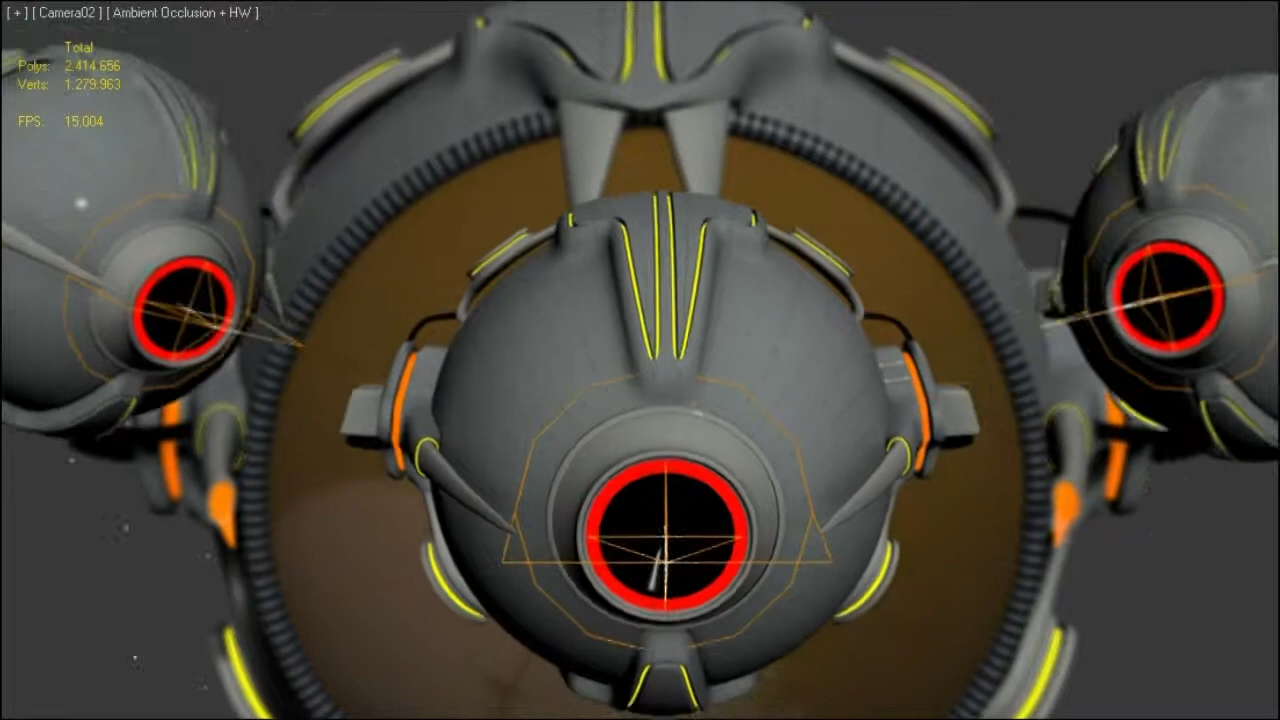 [ + ] [ Camera02 ] [ Ambient Occlusion + HW ]
Total
Polys: 2.414.656
Verts: 1.279.963
FPS: 15,004